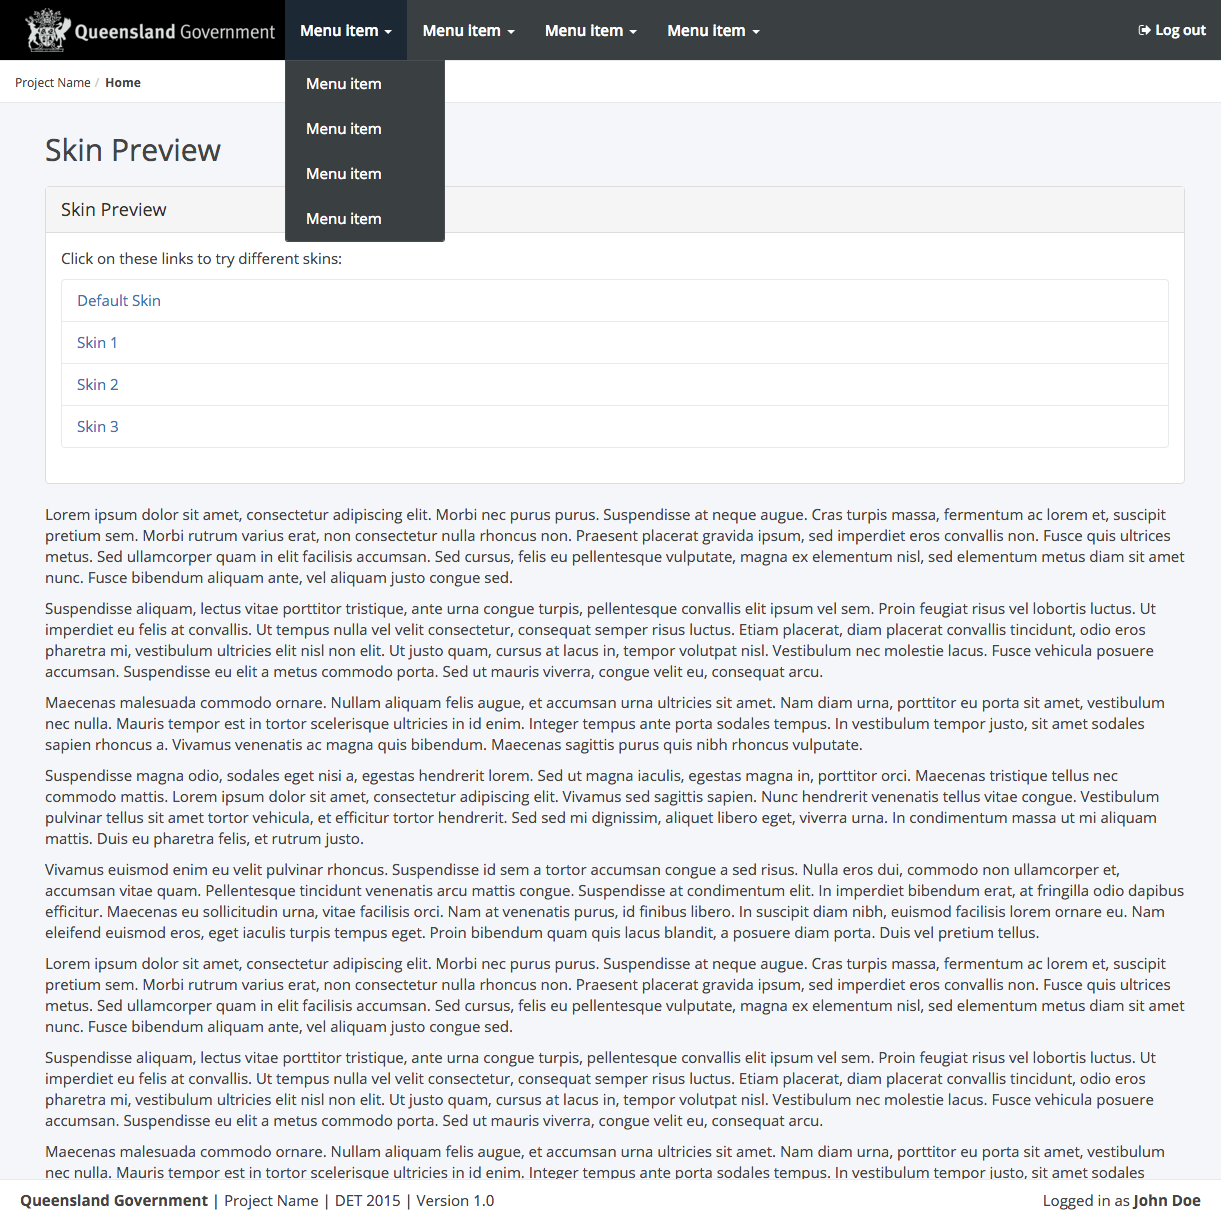 Queensland Government
Menu item
Menu item
Menu item
Menu item
Log out
Project Name / Home
Menu item
Menu item
Menu item
Menu item
Skin Preview
Skin Preview
Click on these links to try different skins:
Default Skin
Skin 1
Skin 2
Skin 3
Lorem ipsum dolor sit amet, consectetur adipiscing elit. Morbi nec purus purus. Suspendisse at neque augue. Cras turpis massa, fermentum ac lorem et, suscipit
pretium sem. Morbi rutrum varius erat, non consectetur nulla rhoncus non. Praesent placerat gravida ipsum, sed imperdiet eros convallis non. Fusce quis ultrices
metus. Sed ullamcorper quam in elit facilisis accumsan. Sed cursus, felis eu pellentesque vulputate, magna ex elementum nisl, sed elementum metus diam sit amet
nunc. Fusce bibendum aliquam ante, vel aliquam justo congue sed.
Suspendisse aliquam, lectus vitae porttitor tristique, ante urna congue turpis, pellentesque convallis elit ipsum vel sem. Proin feugiat risus vel lobortis luctus. Ut
imperdiet eu felis at convallis. Ut tempus nulla vel velit consectetur, consequat semper risus luctus. Etiam placerat, diam placerat convallis tincidunt, odio eros
pharetra mi, vestibulum ultricies elit nisl non elit. Ut justo quam, cursus at lacus in, tempor volutpat nisl. Vestibulum nec molestie lacus. Fusce vehicula posuere
accumsan. Suspendisse eu elit a metus commodo porta. Sed ut mauris viverra, congue velit eu, consequat arcu.
Maecenas malesuada commodo ornare. Nullam aliquam felis augue, et accumsan urna ultricies sit amet. Nam diam urna, porttitor eu porta sit amet, vestibulum
nec nulla. Mauris tempor est in tortor scelerisque ultricies in id enim. Integer tempus ante porta sodales tempus. In vestibulum tempor justo, sit amet sodales
sapien rhoncus a. Vivamus venenatis ac magna quis bibendum. Maecenas sagittis purus quis nibh rhoncus vulputate.
Suspendisse magna odio, sodales eget nisi a, egestas hendrerit lorem. Sed ut magna iaculis, egestas magna in, porttitor orci. Maecenas tristique tellus nec
commodo mattis. Lorem ipsum dolor sit amet, consectetur adipiscing elit. Vivamus sed sagittis sapien. Nunc hendrerit venenatis tellus vitae congue. Vestibulum
pulvinar tellus sit amet tortor vehicula, et efficitur tortor hendrerit. Sed sed mi dignissim, aliquet libero eget, viverra urna. In condimentum massa ut mi aliquam
mattis. Duis eu pharetra felis, et rutrum justo.
Vivamus euismod enim eu velit pulvinar rhoncus. Suspendisse id sem a tortor accumsan congue a sed risus. Nulla eros dui, commodo non ullamcorper et,
accumsan vitae quam. Pellentesque tincidunt venenatis arcu mattis congue. Suspendisse at condimentum elit. In imperdiet bibendum erat, at fringilla odio dapibus
efficitur. Maecenas eu sollicitudin urna, vitae facilisis orci. Nam at venenatis purus, id finibus libero. In suscipit diam nibh, euismod facilisis lorem ornare eu. Nam
eleifend euismod eros, eget iaculis turpis tempus eget. Proin bibendum quam quis lacus blandit, a posuere diam porta. Duis vel pretium tellus.
Lorem ipsum dolor sit amet, consectetur adipiscing elit. Morbi nec purus purus. Suspendisse at neque augue. Cras turpis massa, fermentum ac lorem et, suscipit
pretium sem. Morbi rutrum varius erat, non consectetur nulla rhoncus non. Praesent placerat gravida ipsum, sed imperdiet eros convallis non. Fusce quis ultrices
metus. Sed ullamcorper quam in elit facilisis accumsan. Sed cursus, felis eu pellentesque vulputate, magna ex elementum nisl, sed elementum metus diam sit amet
nunc. Fusce bibendum aliquam ante, vel aliquam justo congue sed.
Suspendisse aliquam, lectus vitae porttitor tristique, ante urna congue turpis, pellentesque convallis elit ipsum vel sem. Proin feugiat risus vel lobortis luctus. Ut
imperdiet eu felis at convallis. Ut tempus nulla vel velit consectetur, consequat semper risus luctus. Etiam placerat, diam placerat convallis tincidunt, odio eros
pharetra mi, vestibulum ultricies elit nisl non elit. Ut justo quam, cursus at lacus in, tempor volutpat nisl. Vestibulum nec molestie lacus. Fusce vehicula posuere
accumsan. Suspendisse eu elit a metus commodo porta. Sed ut mauris viverra, congue velit eu, consequat arcu.
Maecenas malesuada commodo ornare. Nullam aliquam felis augue, et accumsan urna ultricies sit amet. Nam diam urna, porttitor eu porta sit amet, vestibulum
nec nulla. Mauris tempor est in tortor scelerisque ultricies in id enim. Integer tempus ante porta sodales tempus. In vestibulum tempor justo, sit amet sodales
Queensland Government | Project Name | DET 2015 | Version 1.0
Logged in as John Doe